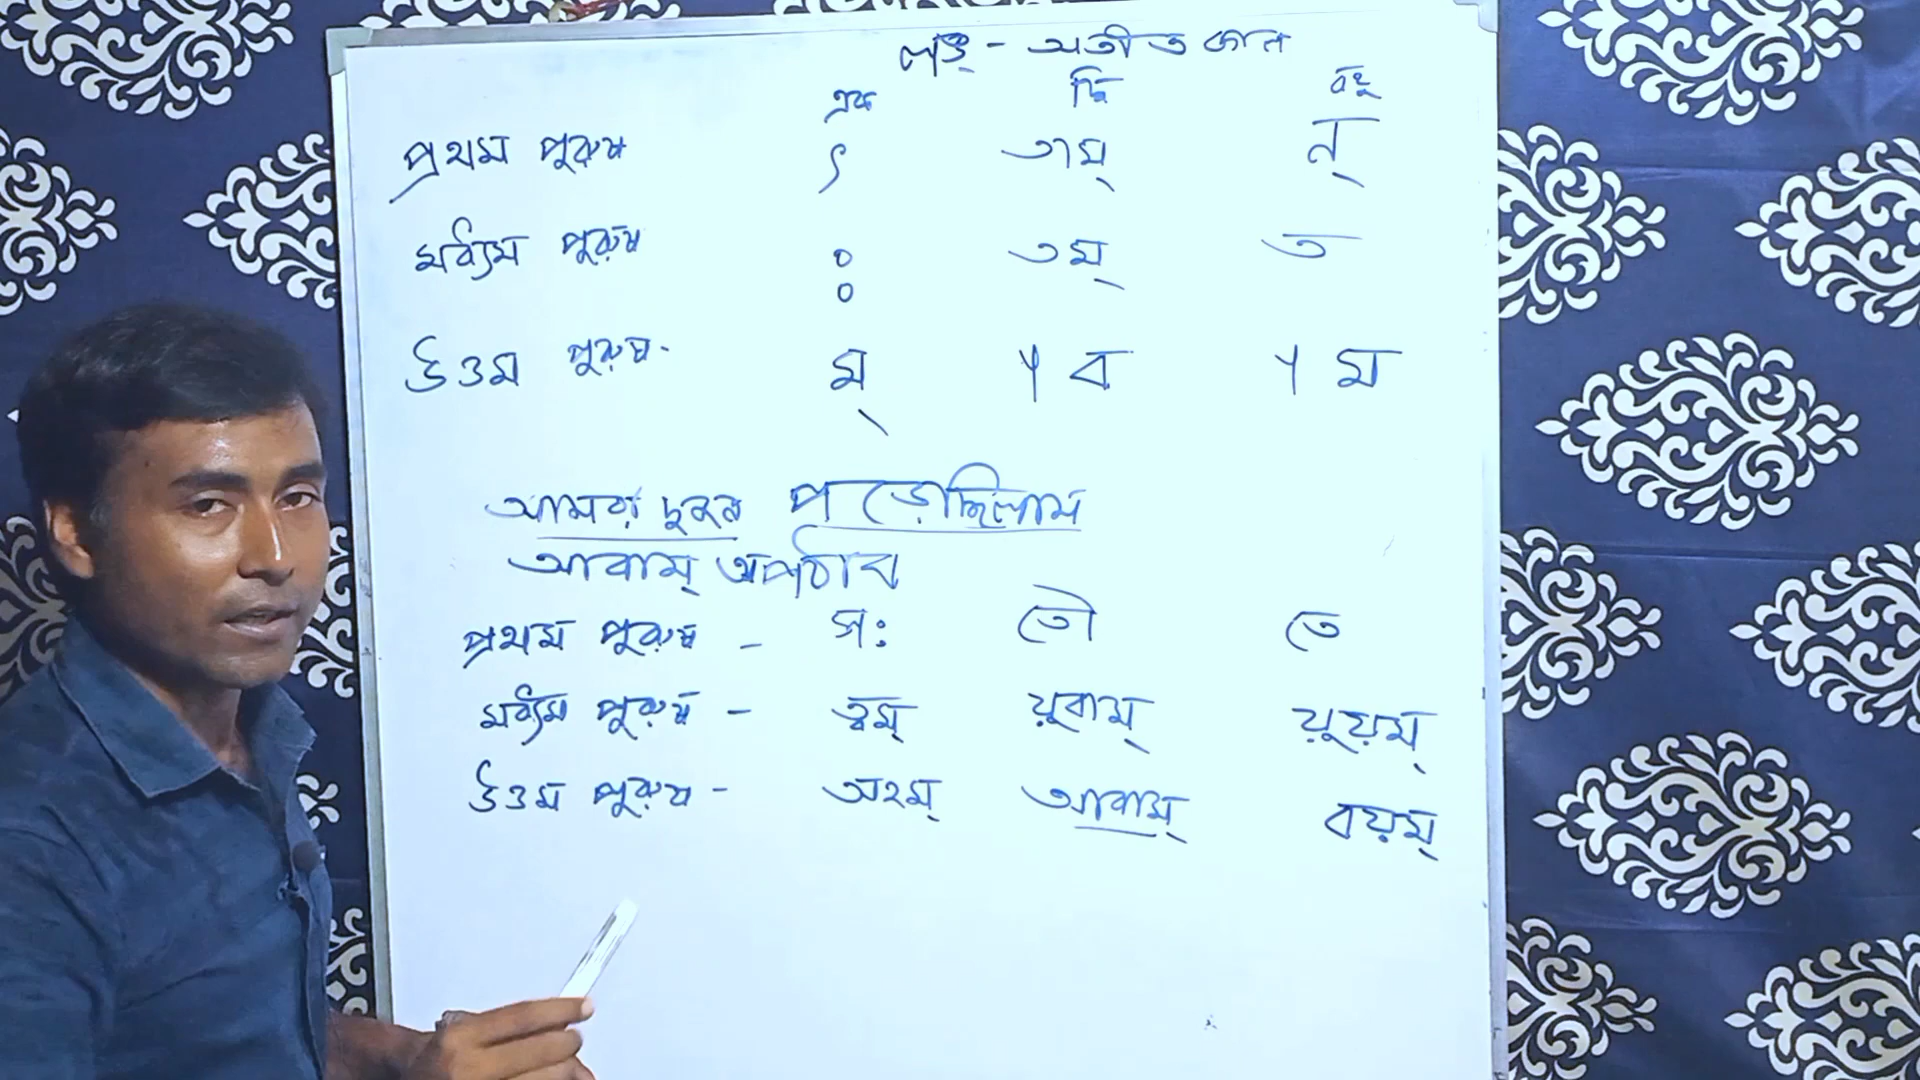 লঙ্ - অতীত কাল
এক দ্বি বহু
প্রথম পুরুষ ৎ তাম্ ন্
মধ্যম পুরুষ ঃ তম্ ত
উত্তম পুরুষ- ম্ া ব া ম
আমরা দুজন পড়েছিলাম
আবাম্ অপঠাব
প্রথম পুরুষ - সঃ তৌ তে
মধ্যম পুরুষ - ত্বম্ যুবাম্ যূয়ম্
উত্তম পুরুষ - অহম্ আবাম্ বয়ম্